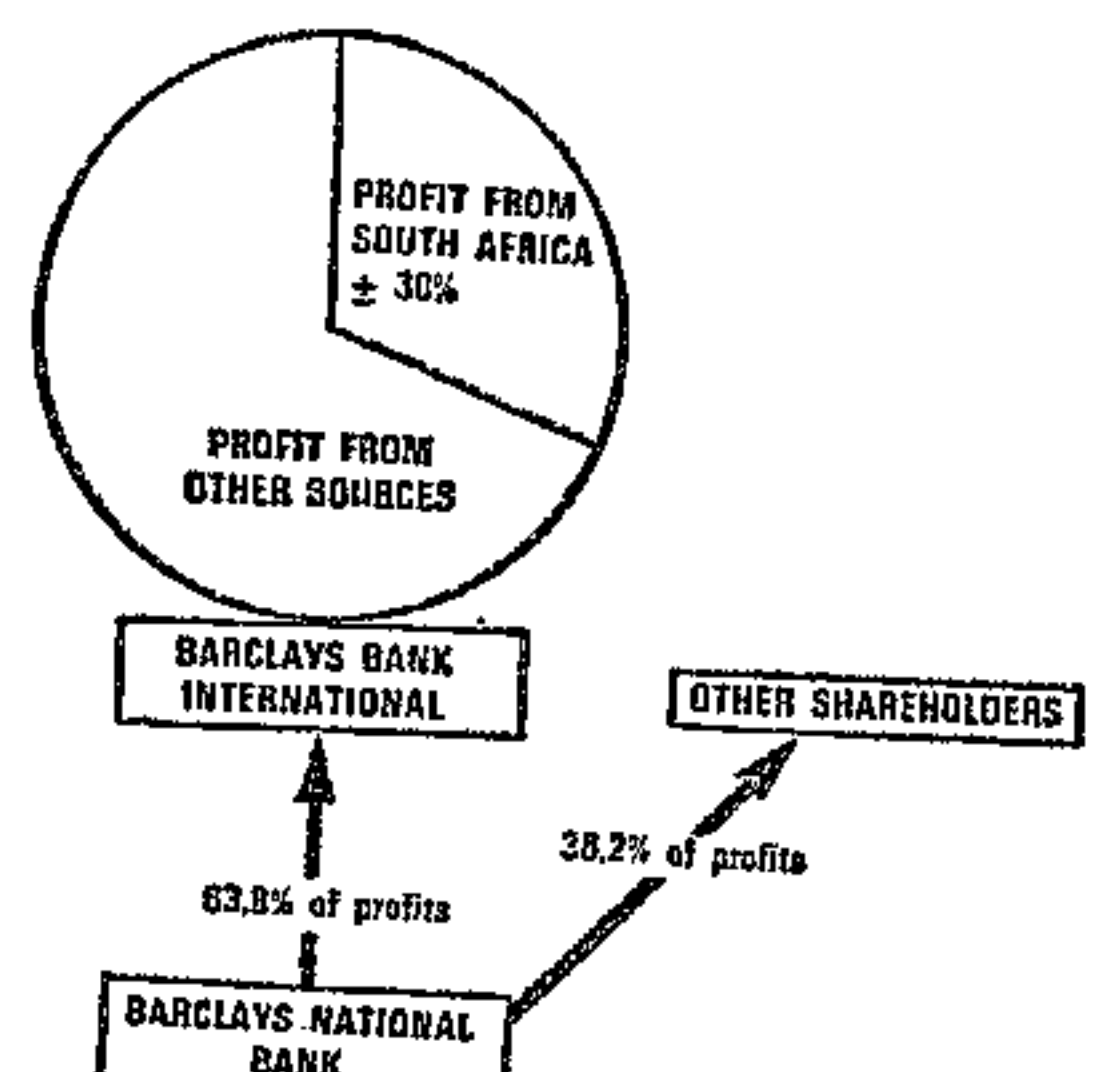 PROFIT FROM
SOUTH AFRICA
± 30%
PROFIT FROM
OTHER SOURCES
BARCLAYS BANK
INTERNATIONAL
OTHER SHAREHOLDERS
36,2% of profits
63,8% of profits
BARCLAYS NATIONAL
BANK